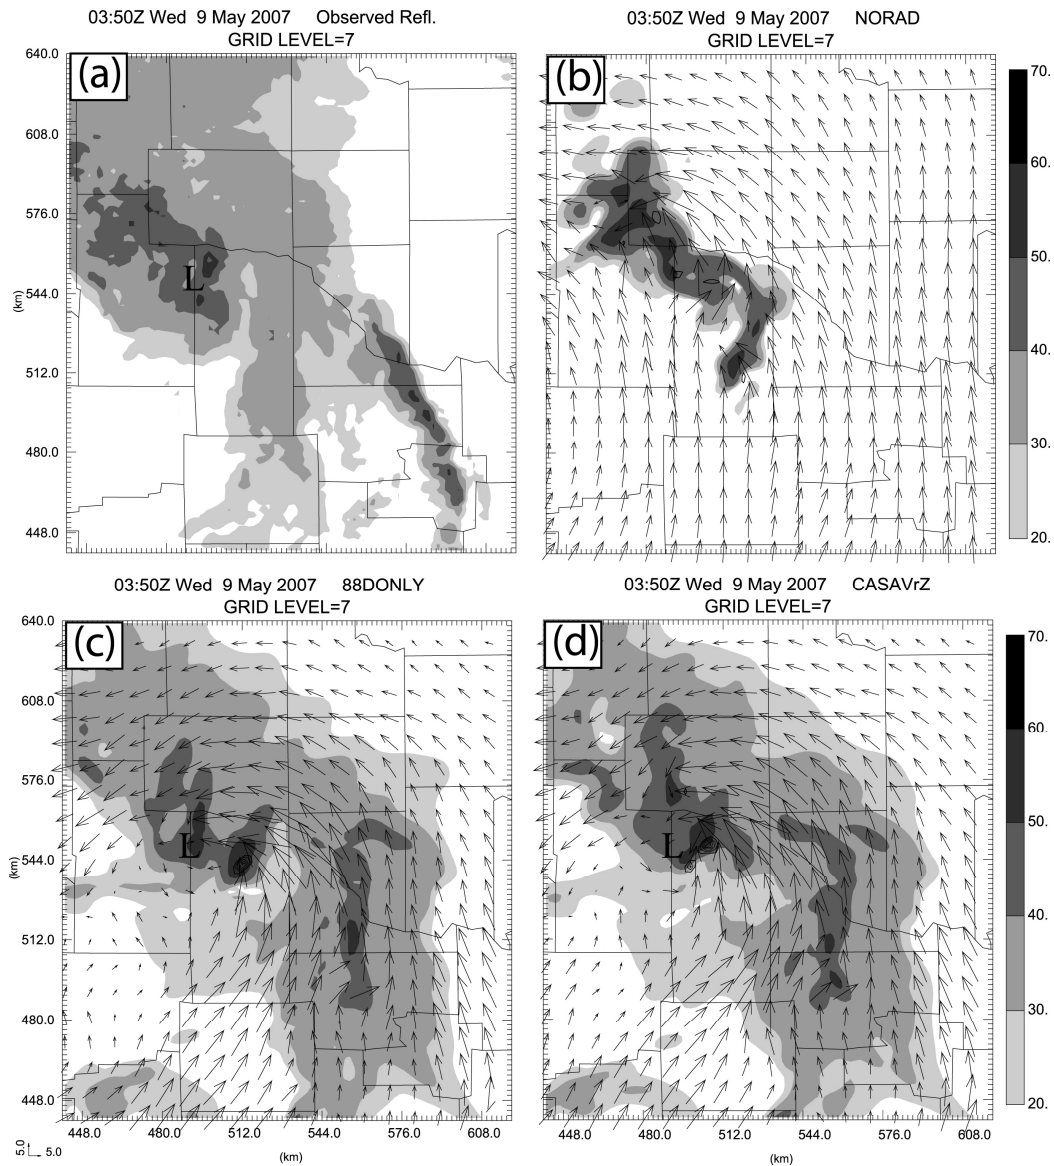 03:50Z Wed 9 May 2007 Observed Refl.
GRID LEVEL=7
03:50Z Wed 9 May 2007 NORAD
GRID LEVEL=7
(a)
(b)
640.0
608.0
576.0
544.0
512.0
480.0
448.0
(km)
L
70.
60.
50.
40.
30.
20.
03:50Z Wed 9 May 2007 88DONLY
GRID LEVEL=7
03:50Z Wed 9 May 2007 CASAVrZ
GRID LEVEL=7
(c)
(d)
640.0
608.0
576.0
544.0
512.0
480.0
448.0
(km)
L
L
70.
60.
50.
40.
30.
20.
448.0 480.0 512.0 544.0 576.0 608.0
448.0 480.0 512.0 544.0 576.0 608.0
(km)
(km)
5.0
5.0